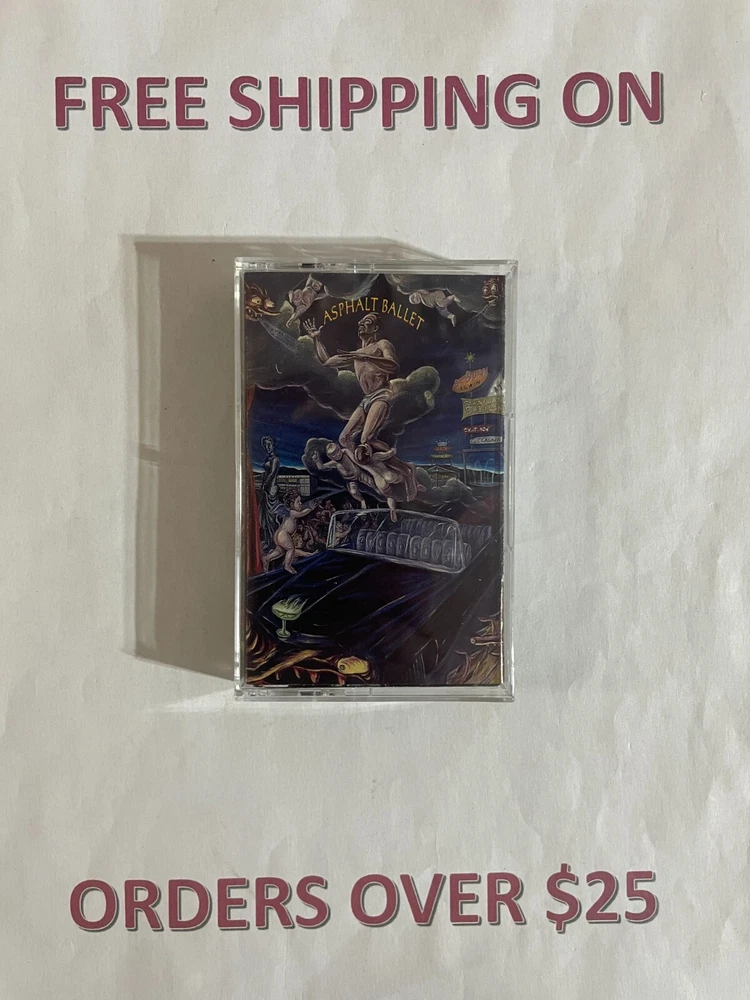 FREE SHIPPING ON
ASPHALT BALLET
ORDERS OVER $25